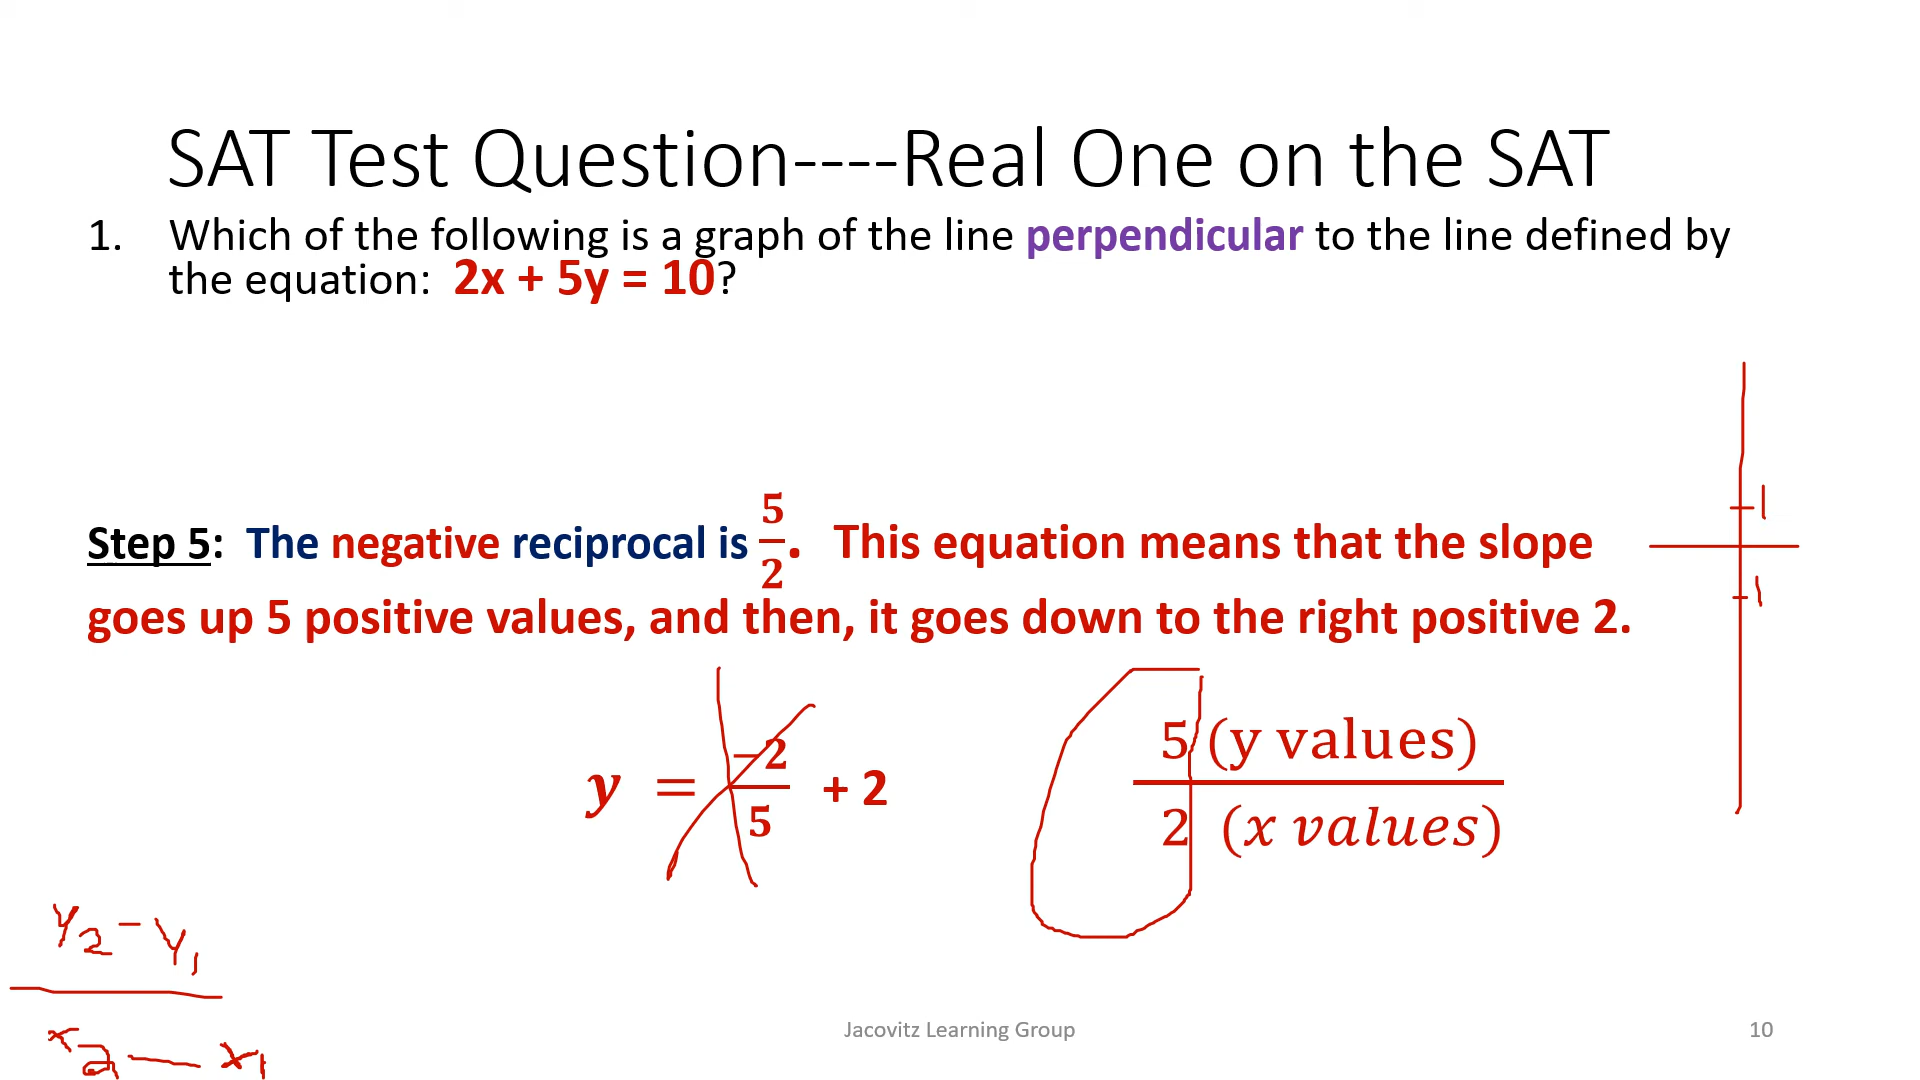 SAT Test Question----Real One on the SAT
1. Which of the following is a graph of the line perpendicular to the line defined by
the equation: 2x + 5y = 10?
1
Step 5: The negative reciprocal is 5/2. This equation means that the slope
1
goes up 5 positive values, and then, it goes down to the right positive 2.
y = −2/5 + 2
5 (y values)
2 (x values)
y₂ − y₁
x₂ — x₁
Jacovitz Learning Group
10